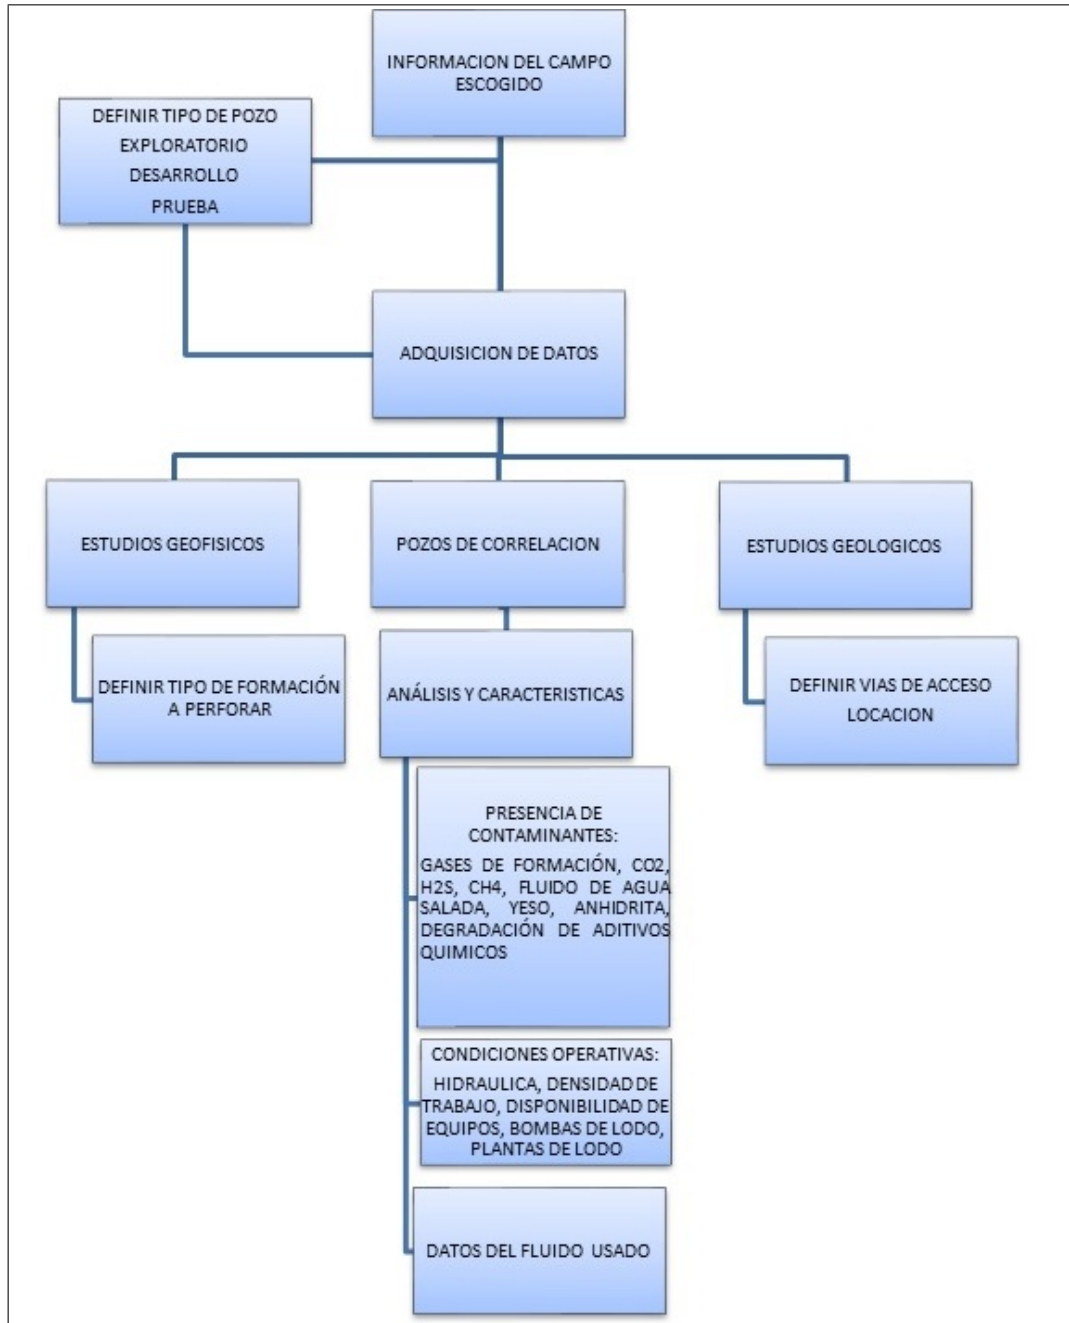 INFORMACION DEL CAMPO
ESCOGIDO
DEFINIR TIPO DE POZO
EXPLORATORIO
DESARROLLO
PRUEBA
ADQUISICION DE DATOS
ESTUDIOS GEOFISICOS
POZOS DE CORRELACION
ESTUDIOS GEOLOGICOS
DEFINIR TIPO DE FORMACIÓN
A PERFORAR
ANÁLISIS Y CARACTERISTICAS
DEFINIR VIAS DE ACCESO
LOCACION
PRESENCIA DE
CONTAMINANTES:
GASES DE FORMACIÓN, CO2,
H2S, CH4, FLUIDO DE AGUA
SALADA, YESO, ANHIDRITA,
DEGRADACIÓN DE ADITIVOS
QUIMICOS
CONDICIONES OPERATIVAS:
HIDRAULICA, DENSIDAD DE
TRABAJO, DISPONIBILIDAD DE
EQUIPOS, BOMBAS DE LODO,
PLANTAS DE LODO
DATOS DEL FLUIDO USADO